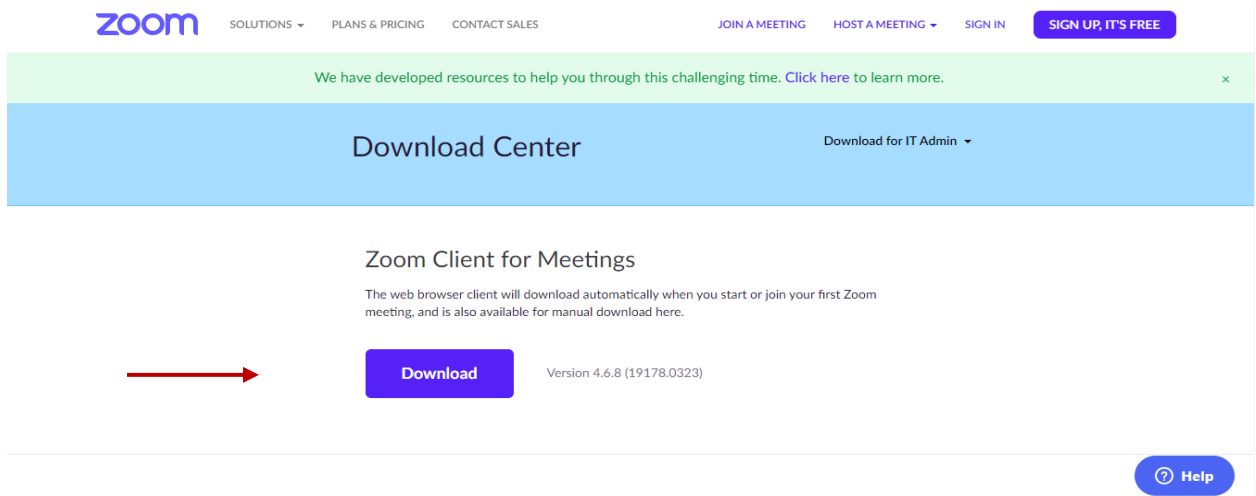 zoom SOLUTIONS PLANS & PRICING CONTACT SALES JOIN A MEETING HOST A MEETING SIGN IN SIGN UP, IT'S FREE
We have developed resources to help you through this challenging time. Click here to learn more. ×
Download Center Download for IT Admin
Zoom Client for Meetings
The web browser client will download automatically when you start or join your first Zoom
meeting, and is also available for manual download here.
Download Version 4.6.8 (19178.0323)
? Help